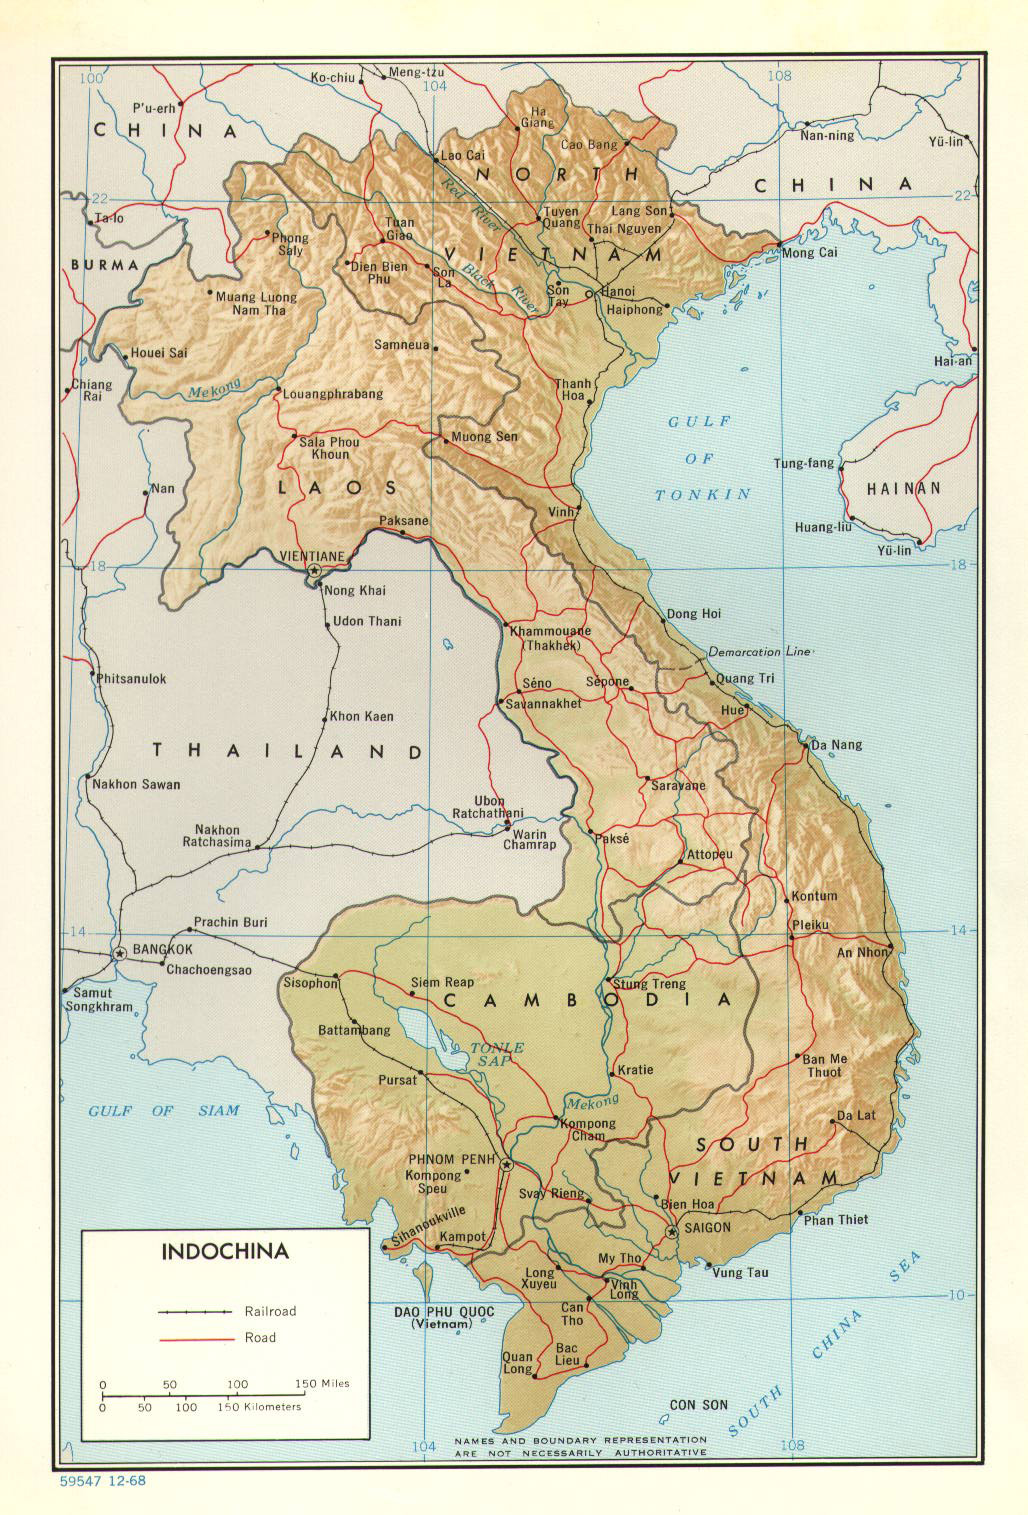 100
104
108
Ko-chiu
Meng-tzu
P'u-erh
CHINA
Ha
Giang
Cao Bang
Nan-ning
Yü-lin
Lao Cai
NORTH
CHINA
22
22
Red River
Ta-lo
Tuyen
Quang
Lang Son
Tuan
Giao
Thai Nguyen
Phong
Saly
VIETNAM
Mong Cai
BURMA
Dien Bien
Phu
Son
La
Black River
Son
Tay
Hanoi
Haiphong
Muang Luong
Nam Tha
Samneua
Houei Sai
Hai-an
Chiang
Rai
Mekong
Louangphrabang
Thanh
Hoa
GULF
OF
TONKIN
Sala Phou
Khoun
Muong Sen
Tung-fang
HAINAN
Nan
LAOS
Vinh
Paksane
Huang-liu
Yü-lin
VIENTIANE
18
18
Nong Khai
Udon Thani
Dong Hoi
Khammouane
(Thakhek)
Demarcation Line
Phitsanulok
Séno
Sépone
Quang Tri
Savannakhet
Hue
Khon Kaen
THAILAND
Da Nang
Nakhon Sawan
Saravane
Ubon
Ratchathani
Nakhon
Ratchasima
Warin
Chamrap
Paksé
Attopeu
Kontum
Prachin Buri
Pleiku
14
14
BANGKOK
An Nhon
Chachoengsao
Sisophon
Siem Reap
Stung Treng
Samut
Songkhram
CAMBODIA
Battambang
TONLE
SAP
Ban Me
Thuot
Pursat
Kratie
GULF OF SIAM
Mekong
Da Lat
Kompong
Cham
SOUTH
VIETNAM
PHNOM PENH
Kompong
Speu
Svay Rieng
Bien Hoa
Sihanoukville
SAIGON
Phan Thiet
Kampot
INDOCHINA
My Tho
Long
Xuyeu
Vung Tau
Vinh
Long
10
Railroad
DAO PHU QUOC
(Vietnam)
Can
Tho
Road
Quan
Long
Bac
Lieu
0 50 100 150 Miles
0 50 100 150 Kilometers
CON SON
SOUTH CHINA SEA
104
108
NAMES AND BOUNDARY REPRESENTATION
ARE NOT NECESSARILY AUTHORITATIVE
59547 12-68